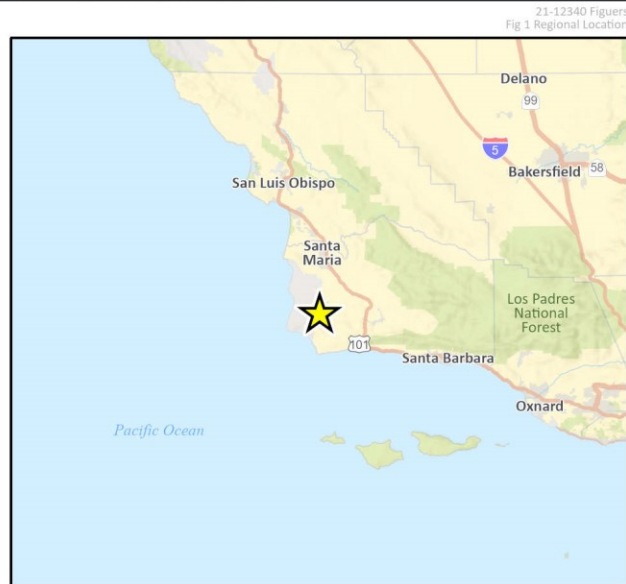 21-12340 Figures
Fig 1 Regional Location
Delano
99
5
Bakersfield
58
San Luis Obispo
Santa
Maria
Los Padres
National
Forest
101
Santa Barbara
Oxnard
Pacific Ocean